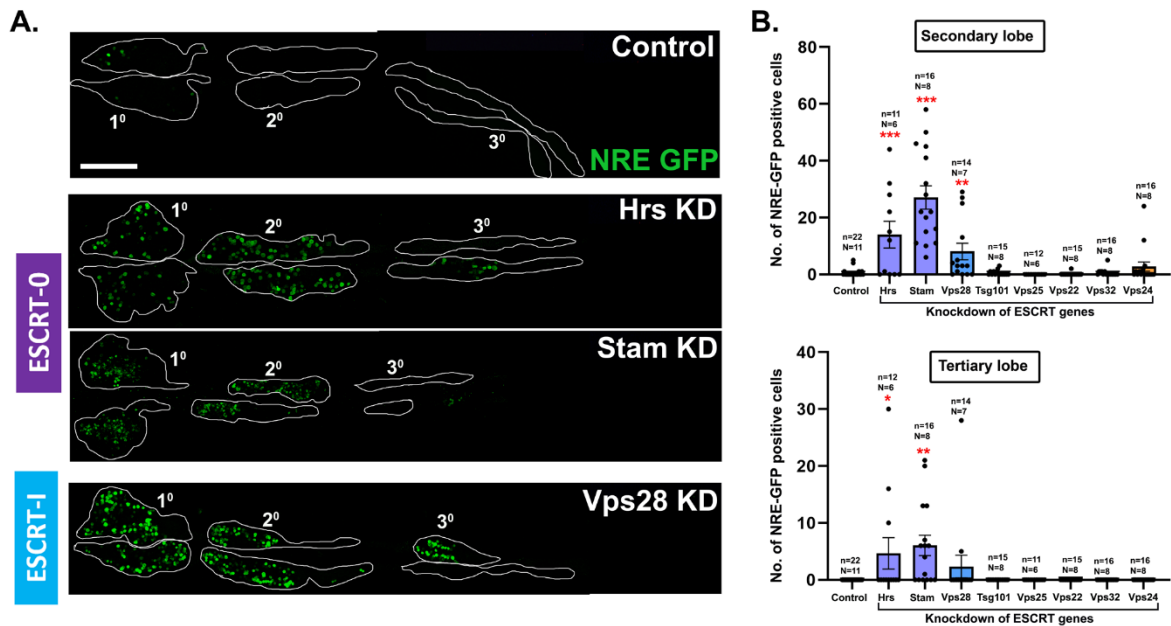 A.
Control
1⁰
2⁰
3⁰
NRE GFP
ESCRT-0
Hrs KD
1⁰
2⁰
3⁰
Stam KD
1⁰
2⁰
3⁰
ESCRT-I
Vps28 KD
1⁰
2⁰
3⁰
B.
Secondary lobe
No. of NRE-GFP positive cells
80
60
40
20
0
n=22 N=11
n=11 N=6 ***
n=16 N=8 ***
n=14 N=7 **
n=15 N=8
n=12 N=6
n=15 N=8
n=16 N=8
n=16 N=8
Control Hrs Stam Vps28 Tsg101 Vps25 Vps22 Vps32 Vps24
Knockdown of ESCRT genes
Tertiary lobe
No. of NRE-GFP positive cells
40
30
20
10
0
n=22 N=11
n=12 N=6 *
n=16 N=8 **
n=14 N=7
n=15 N=8
n=11 N=6
n=15 N=8
n=16 N=8
n=16 N=8
Control Hrs Stam Vps28 Tsg101 Vps25 Vps22 Vps32 Vps24
Knockdown of ESCRT genes